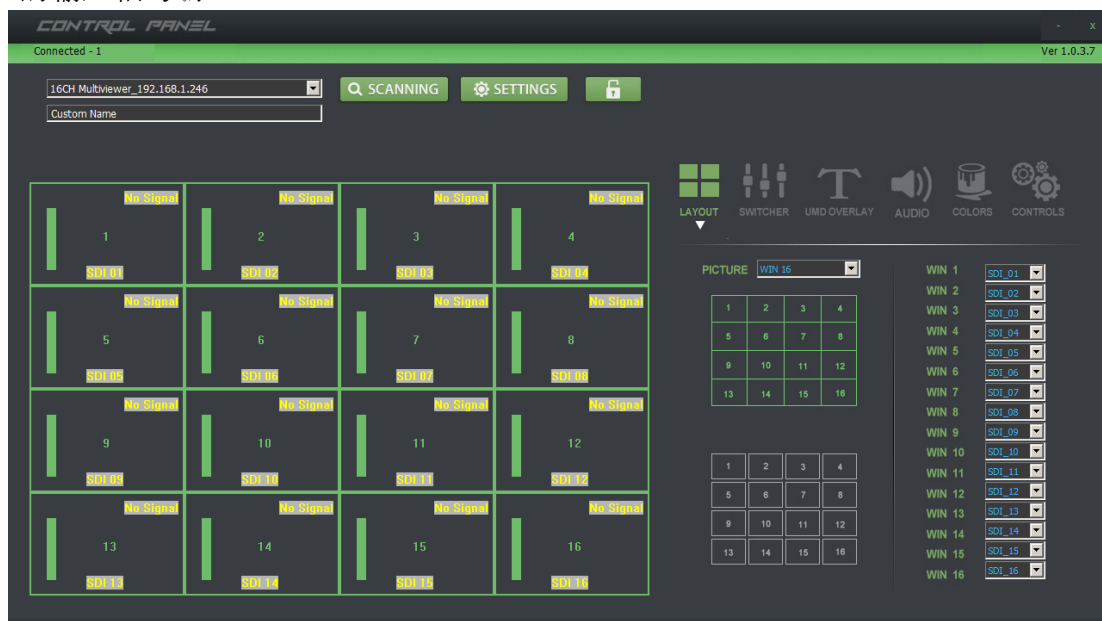 CONTROL PANEL
- x
Connected - 1
Ver 1.0.3.7
16CH Multiviewer_192.168.1.246
SCANNING
SETTINGS
Custom Name
No Signal No Signal No Signal No Signal
1 2 3 4
SDI 01 SDI 02 SDI 03 SDI 04
No Signal No Signal No Signal No Signal
5 6 7 8
SDI 05 SDI 06 SDI 07 SDI 08
No Signal No Signal No Signal No Signal
9 10 11 12
SDI 09 SDI 10 SDI 11 SDI 12
No Signal No Signal No Signal No Signal
13 14 15 16
SDI 13 SDI 14 SDI 15 SDI 16
LAYOUT SWITCHER UMD OVERLAY AUDIO COLORS CONTROLS
PICTURE WIN 16
1 2 3 4
5 6 7 8
9 10 11 12
13 14 15 16
1 2 3 4
5 6 7 8
9 10 11 12
13 14 15 16
WIN 1 SDI_01
WIN 2 SDI_02
WIN 3 SDI_03
WIN 4 SDI_04
WIN 5 SDI_05
WIN 6 SDI_06
WIN 7 SDI_07
WIN 8 SDI_08
WIN 9 SDI_09
WIN 10 SDI_10
WIN 11 SDI_11
WIN 12 SDI_12
WIN 13 SDI_13
WIN 14 SDI_14
WIN 15 SDI_15
WIN 16 SDI_16